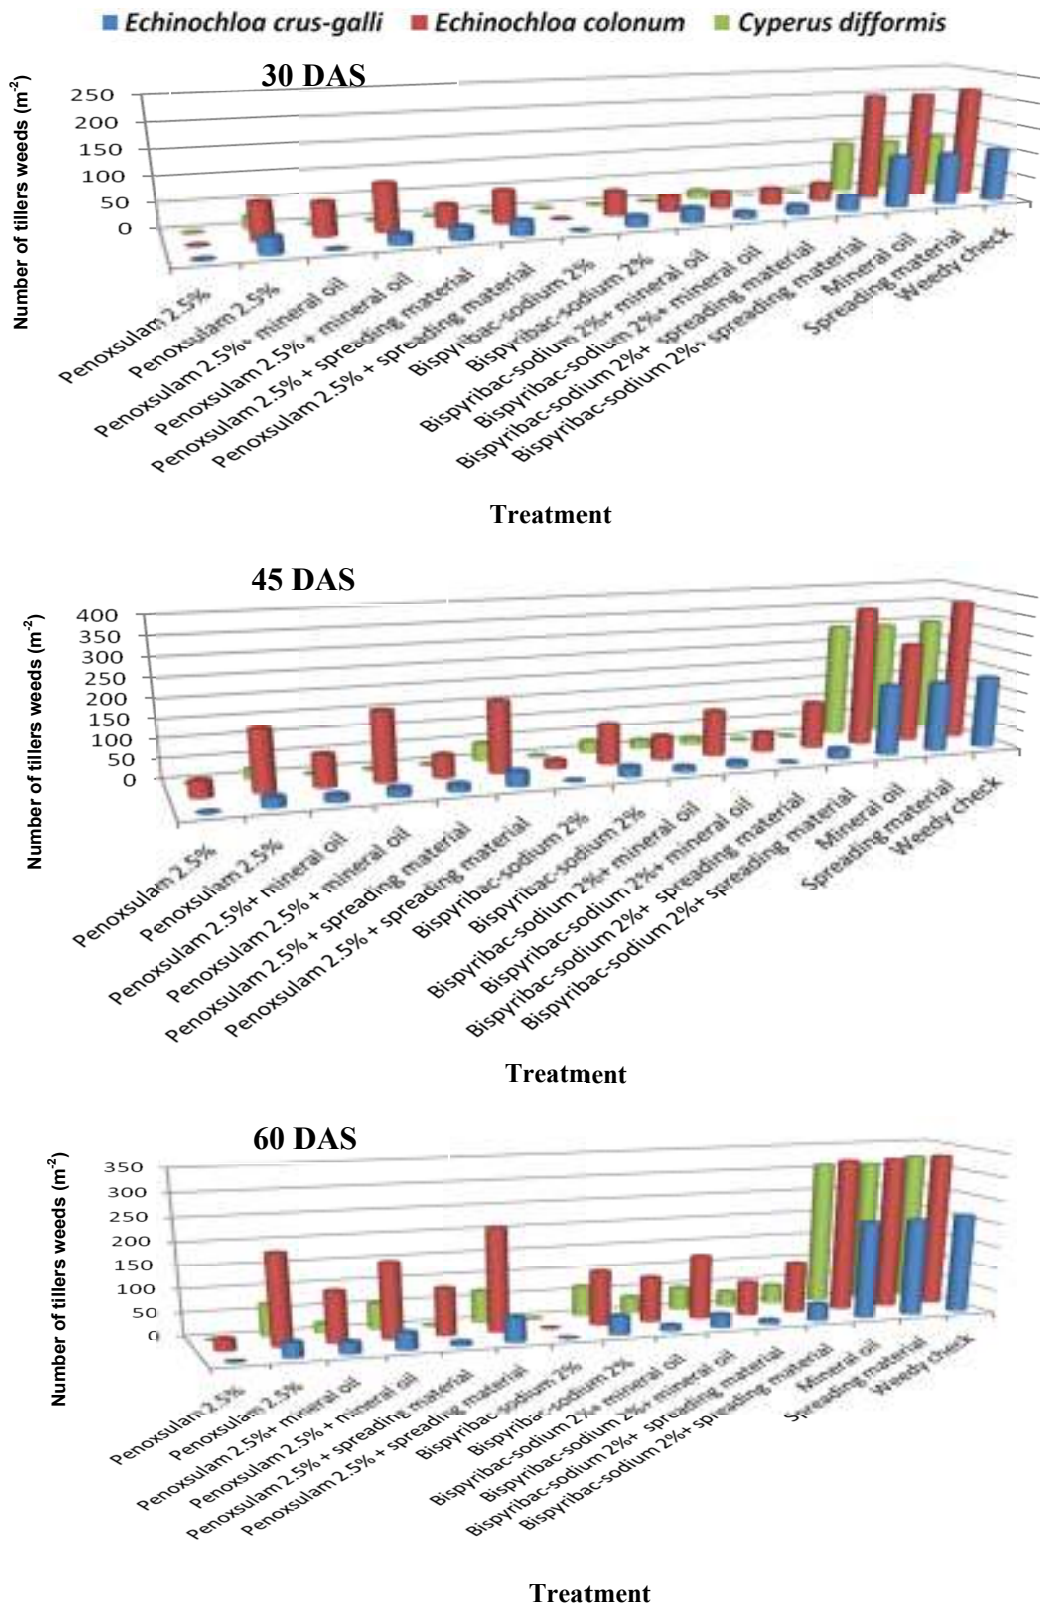 Echinochloa crus-galli Echinochloa colonum Cyperus difformis
30 DAS
Number of tillers weeds (m⁻²)
250
200
150
100
50
0
Penoxsulam 2.5%
Penoxsulam 2.5%
Penoxsulam 2.5%+ mineral oil
Penoxsulam 2.5% + mineral oil
Penoxsulam 2.5% + spreading material
Penoxsulam 2.5% + spreading material
Bispyribac-sodium 2%
Bispyribac-sodium 2%
Bispyribac-sodium 2%+ mineral oil
Bispyribac-sodium 2%+ mineral oil
Bispyribac-sodium 2%+ spreading material
Bispyribac-sodium 2%+ spreading material
Mineral oil
Spreading material
Weedy check
Treatment
45 DAS
Number of tillers weeds (m⁻²)
400
350
300
250
200
150
100
50
0
Penoxsulam 2.5%
Penoxsulam 2.5%
Penoxsulam 2.5%+ mineral oil
Penoxsulam 2.5% + mineral oil
Penoxsulam 2.5% + spreading material
Penoxsulam 2.5% + spreading material
Bispyribac-sodium 2%
Bispyribac-sodium 2%
Bispyribac-sodium 2%+ mineral oil
Bispyribac-sodium 2%+ mineral oil
Bispyribac-sodium 2%+ spreading material
Bispyribac-sodium 2%+ spreading material
Mineral oil
Spreading material
Weedy check
Treatment
60 DAS
Number of tillers weeds (m⁻²)
350
300
250
200
150
100
50
0
Penoxsulam 2.5%
Penoxsulam 2.5%
Penoxsulam 2.5%+ mineral oil
Penoxsulam 2.5% + mineral oil
Penoxsulam 2.5% + spreading material
Penoxsulam 2.5% + spreading material
Bispyribac-sodium 2%
Bispyribac-sodium 2%
Bispyribac-sodium 2%+ mineral oil
Bispyribac-sodium 2%+ mineral oil
Bispyribac-sodium 2%+ spreading material
Bispyribac-sodium 2%+ spreading material
Mineral oil
Spreading material
Weedy check
Treatment